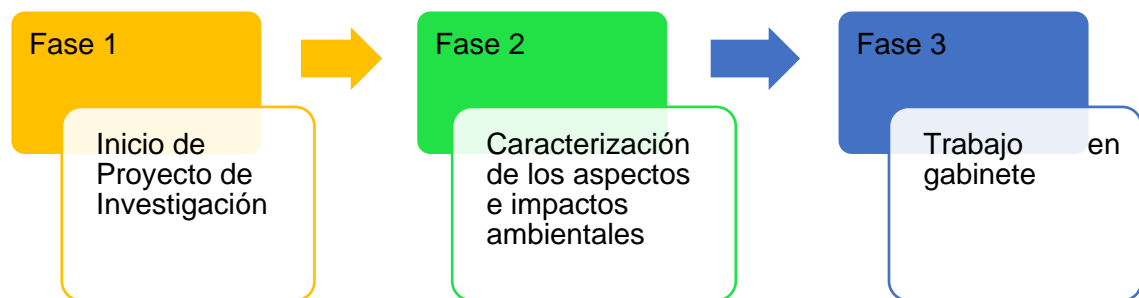 Fase 1
Inicio de
Proyecto de
Investigación
Fase 2
Caracterización
de los aspectos
e impactos
ambientales
Fase 3
Trabajo en
gabinete